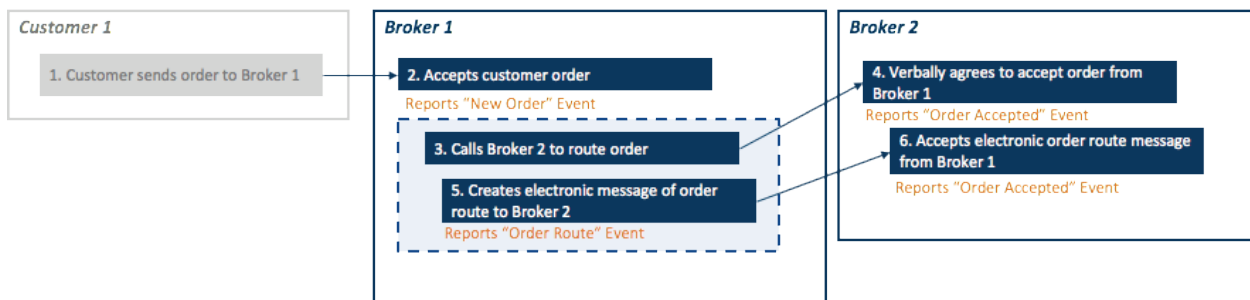 Customer 1
1. Customer sends order to Broker 1
Broker 1
2. Accepts customer order
Reports "New Order" Event
3. Calls Broker 2 to route order
5. Creates electronic message of order
route to Broker 2
Reports "Order Route" Event
Broker 2
4. Verbally agrees to accept order from
Broker 1
Reports "Order Accepted" Event
6. Accepts electronic order route message
from Broker 1
Reports "Order Accepted" Event